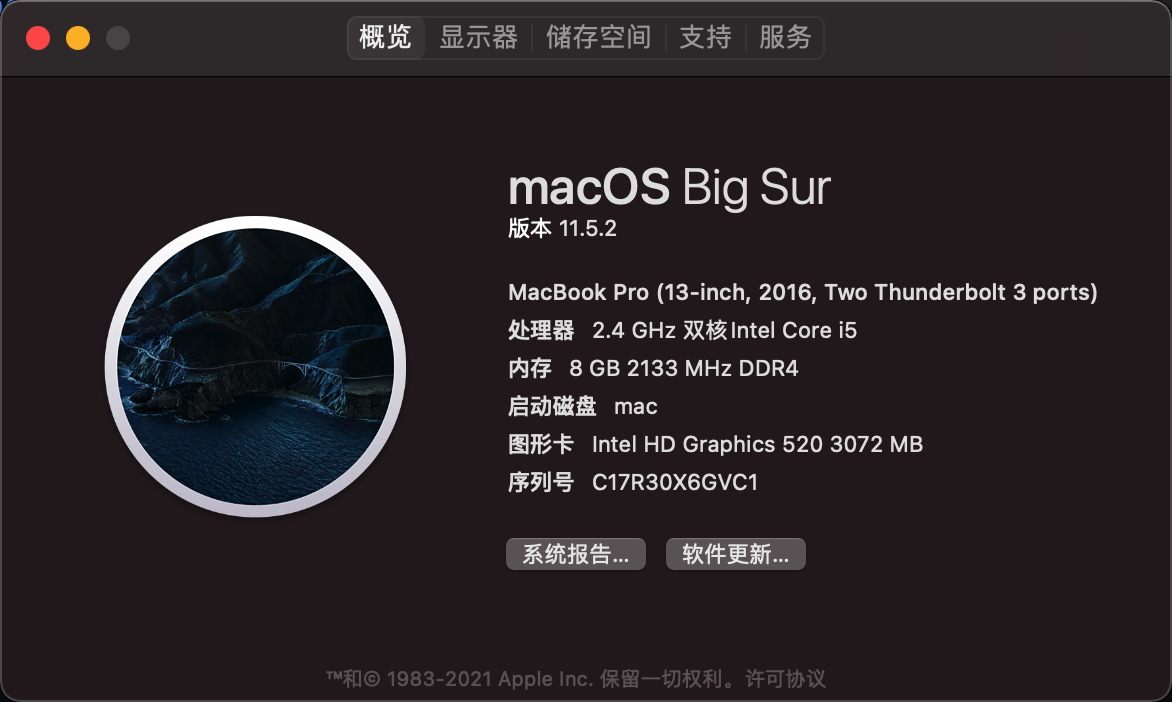 概览 显示器 储存空间 支持 服务
macOS Big Sur
版本 11.5.2
MacBook Pro (13-inch, 2016, Two Thunderbolt 3 ports)
处理器 2.4 GHz 双核Intel Core i5
内存 8 GB 2133 MHz DDR4
启动磁盘 mac
图形卡 Intel HD Graphics 520 3072 MB
序列号 C17R30X6GVC1
系统报告... 软件更新...
™和© 1983-2021 Apple Inc. 保留一切权利。许可协议